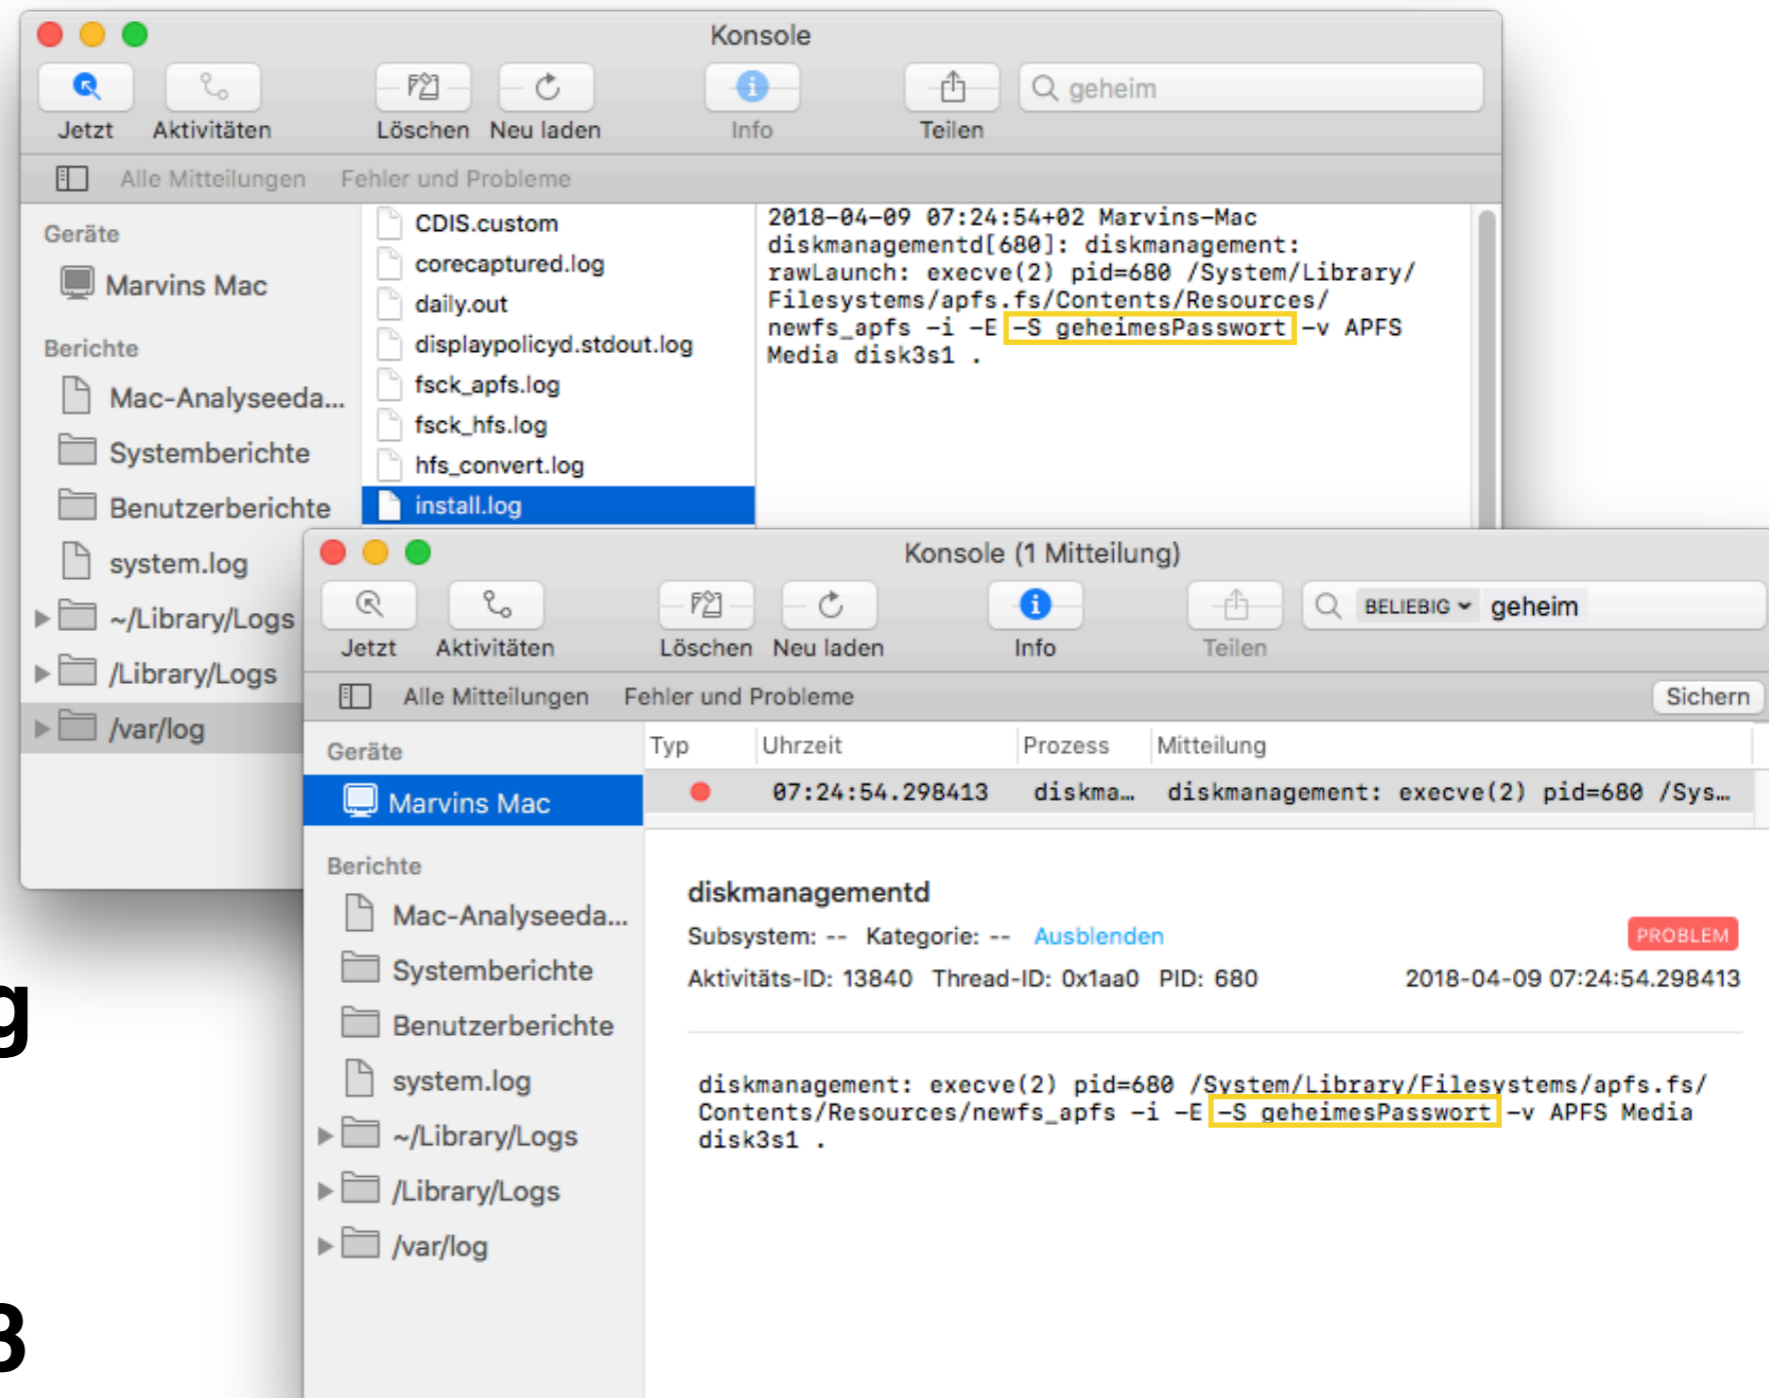 Konsole
geheim
Jetzt Aktivitäten Löschen Neu laden Info Teilen
Alle Mitteilungen Fehler und Probleme
Geräte
Marvins Mac
Berichte
Mac-Analyseeda...
Systemberichte
Benutzerberichte
system.log
~/Library/Logs
/Library/Logs
/var/log
CDIS.custom
corecaptured.log
daily.out
displaypolicyd.stdout.log
fsck_apfs.log
fsck_hfs.log
hfs_convert.log
install.log
2018-04-09 07:24:54+02 Marvins-Mac
diskmanagementd[680]: diskmanagement:
rawLaunch: execve(2) pid=680 /System/Library/
Filesystems/apfs.fs/Contents/Resources/
newfs_apfs -i -E -S geheimesPasswort -v APFS
Media disk3s1 .
Konsole (1 Mitteilung)
BELIEBIG geheim
Jetzt Aktivitäten Löschen Neu laden Info Teilen
Alle Mitteilungen Fehler und Probleme Sichern
Geräte
Marvins Mac
Berichte
Mac-Analyseeda...
Systemberichte
Benutzerberichte
system.log
~/Library/Logs
/Library/Logs
/var/log
Typ Uhrzeit Prozess Mitteilung
07:24:54.298413 diskma… diskmanagement: execve(2) pid=680 /Sys…
diskmanagementd
Subsystem: -- Kategorie: -- Ausblenden PROBLEM
Aktivitäts-ID: 13840 Thread-ID: 0x1aa0 PID: 680 2018-04-09 07:24:54.298413
diskmanagement: execve(2) pid=680 /System/Library/Filesystems/apfs.fs/
Contents/Resources/newfs_apfs -i -E -S geheimesPasswort -v APFS Media
disk3s1 .
g
3